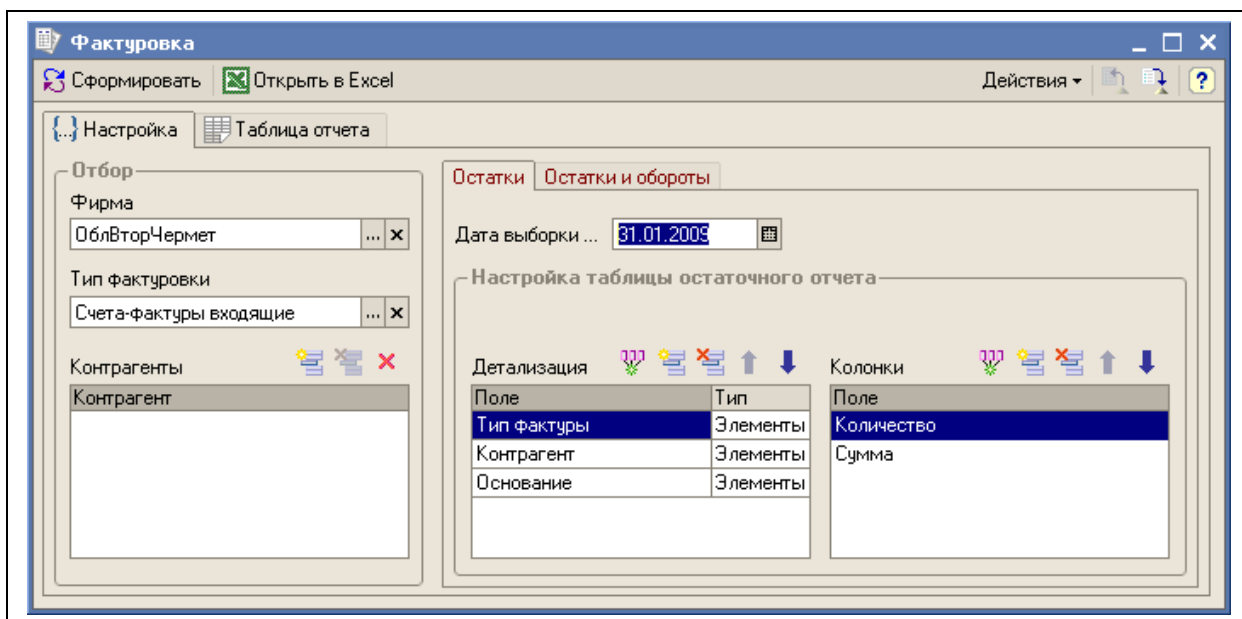 Фактуровка
Сформировать Открыть в Excel Действия
{...} Настройка Таблица отчета
Отбор
Фирма
ОблВторЧермет ... x
Тип фактуровки
Счета-фактуры входящие ... x
Контрагенты
Контрагент
Остатки Остатки и обороты
Дата выборки ... 31.01.2009
Настройка таблицы остаточного отчета
Детализация Колонки
Поле Тип Поле
Тип фактуры Элементы Количество
Контрагент Элементы Сумма
Основание Элементы